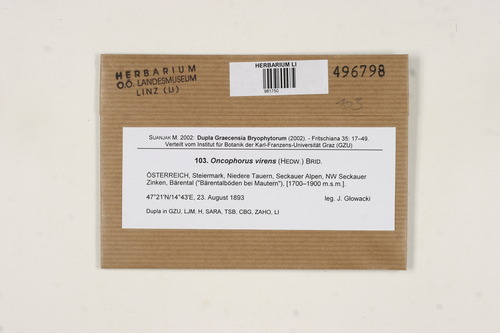 HERBARIUM
O.Ö. LANDESMUSEUM
LINZ (LI)
HERBARIUM LI
981750
496798
103
SUANJAK M. 2002: Dupla Graecensia Bryophytorum (2002). - Fritschiana 35: 17–49.
Verteilt vom Institut für Botanik der Karl-Franzens-Universität Graz (GZU)
103. Oncophorus virens (HEDW.) BRID.
ÖSTERREICH, Steiermark, Niedere Tauern, Seckauer Alpen, NW Seckauer
Zinken, Bärental ("Bärentalböden bei Mautern"), [1700–1900 m.s.m.].
47°21'N/14°43'E, 23. August 1893 leg. J. Głowacki
Dupla in GZU, LJM, H, SARA, TSB, CBG, ZAHO, LI